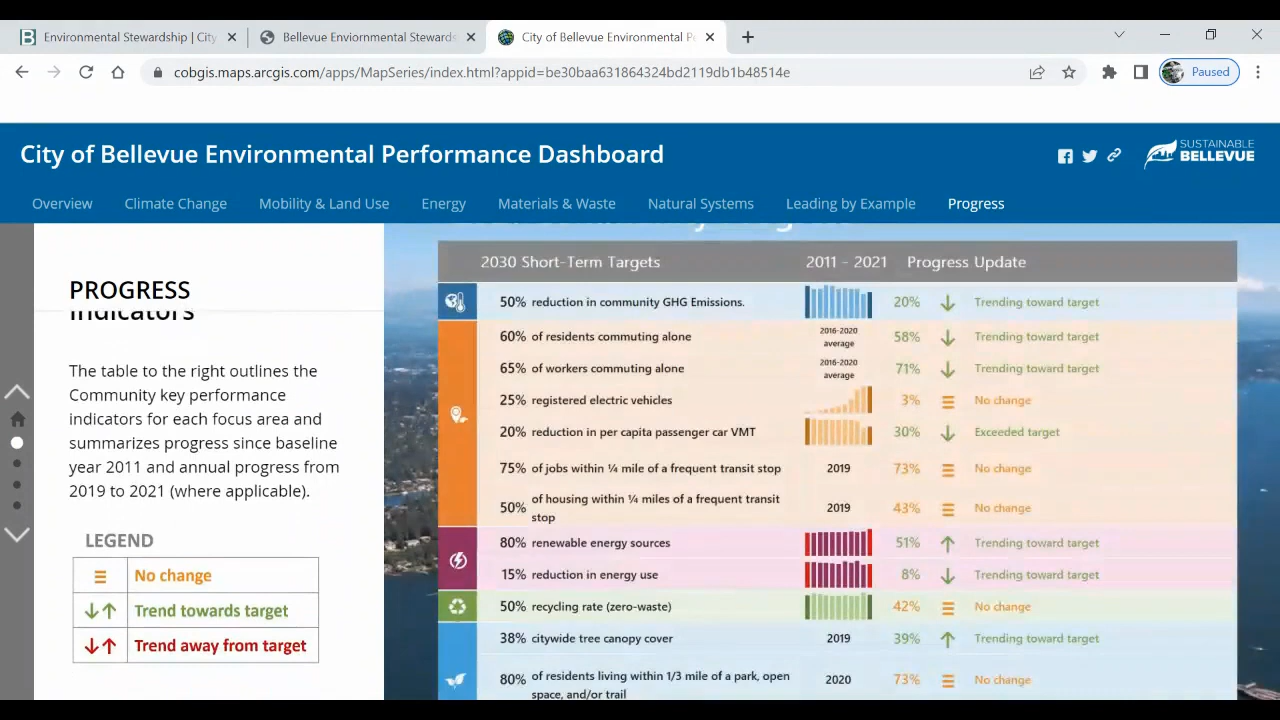 Environmental Stewardship | City
Bellevue Enviornmental Stewards
City of Bellevue Environmental Pe
cobgis.maps.arcgis.com/apps/MapSeries/index.html?appid=be30baa631864324bd2119db1b48514e
Paused
City of Bellevue Environmental Performance Dashboard
SUSTAINABLE
BELLEVUE
Overview Climate Change Mobility & Land Use Energy Materials & Waste Natural Systems Leading by Example Progress
PROGRESS
Indicators
The table to the right outlines the
Community key performance
indicators for each focus area and
summarizes progress since baseline
year 2011 and annual progress from
2019 to 2021 (where applicable).
LEGEND
No change
Trend towards target
Trend away from target
2030 Short-Term Targets 2011 - 2021 Progress Update
50% reduction in community GHG Emissions. 20% Trending toward target
60% of residents commuting alone 2016-2020 average 58% Trending toward target
65% of workers commuting alone 2016-2020 average 71% Trending toward target
25% registered electric vehicles 3% No change
20% reduction in per capita passenger car VMT 30% Exceeded target
75% of jobs within ¼ mile of a frequent transit stop 2019 73% No change
50% of housing within ¼ miles of a frequent transit stop 2019 43% No change
80% renewable energy sources 51% Trending toward target
15% reduction in energy use 8% Trending toward target
50% recycling rate (zero-waste) 42% No change
38% citywide tree canopy cover 2019 39% Trending toward target
80% of residents living within 1/3 mile of a park, open space, and/or trail 2020 73% No change